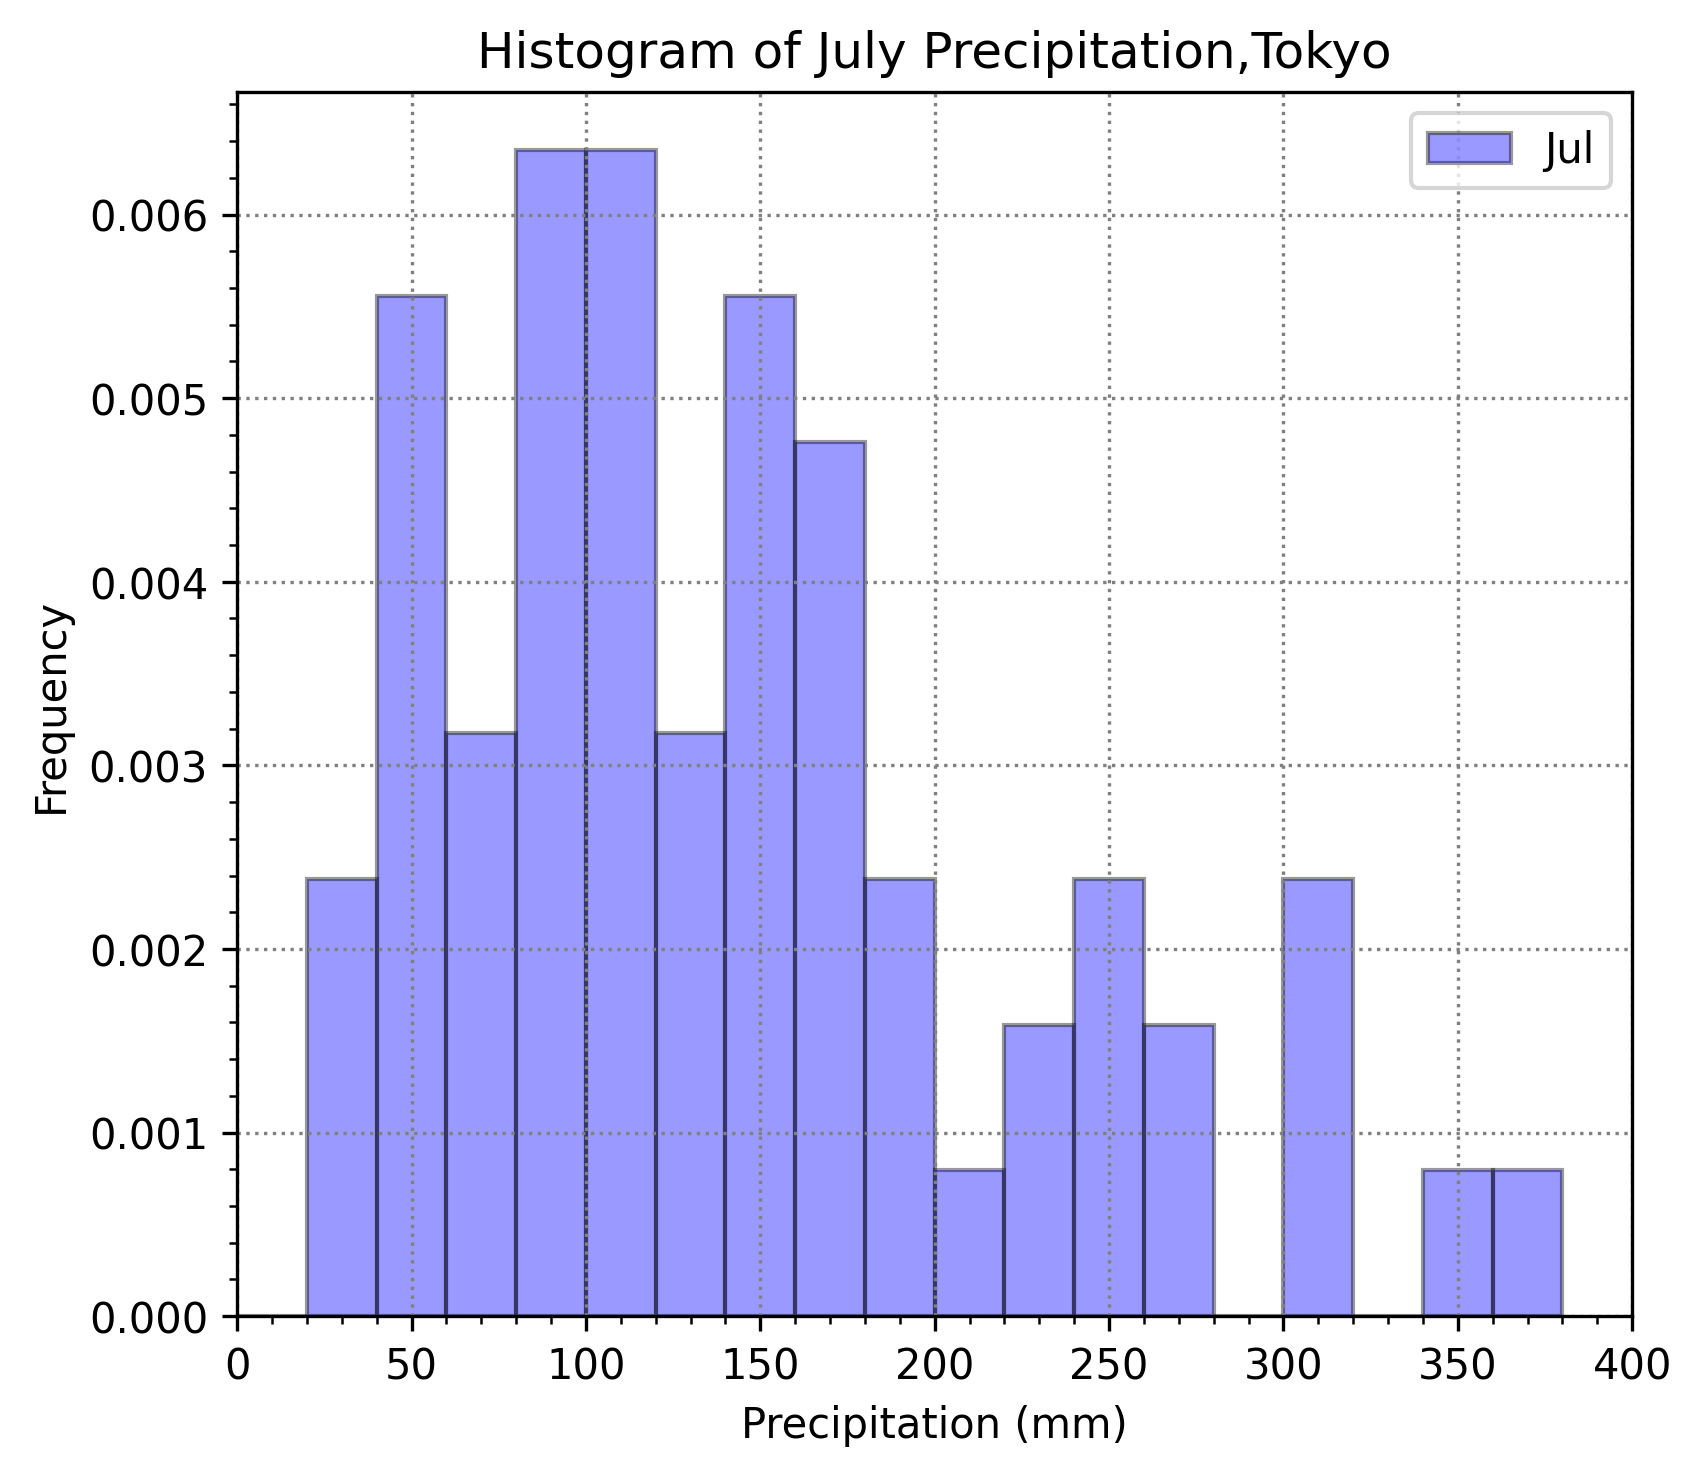 Histogram of July Precipitation,Tokyo
Jul
0.006
0.005
0.004
0.003
0.002
0.001
0.000
Frequency
0 50 100 150 200 250 300 350 400
Precipitation (mm)